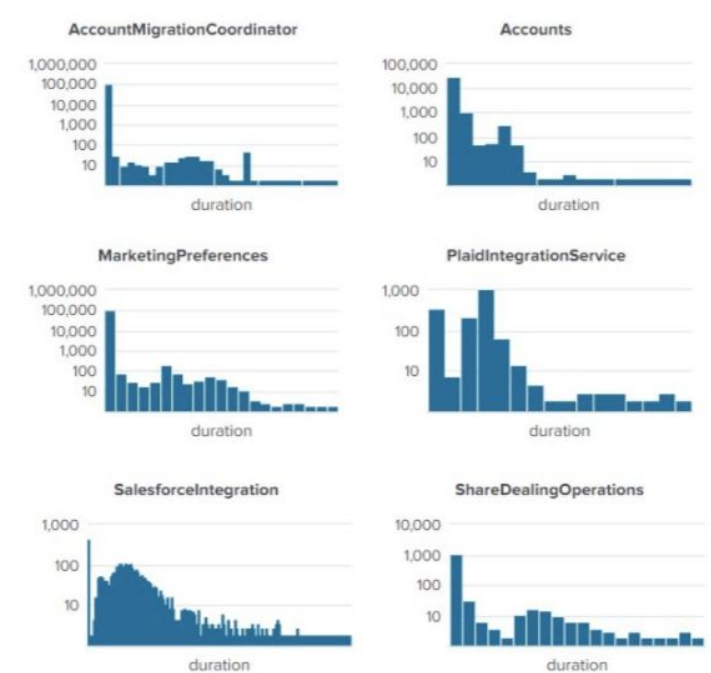 AccountMigrationCoordinator
1,000,000
100,000
10,000
1,000
100
10
duration
Accounts
100,000
10,000
1,000
100
10
duration
MarketingPreferences
1,000,000
100,000
10,000
1,000
100
10
duration
PlaidIntegrationService
1,000
100
10
duration
SalesforceIntegration
1,000
100
10
duration
ShareDealingOperations
10,000
1,000
100
10
duration